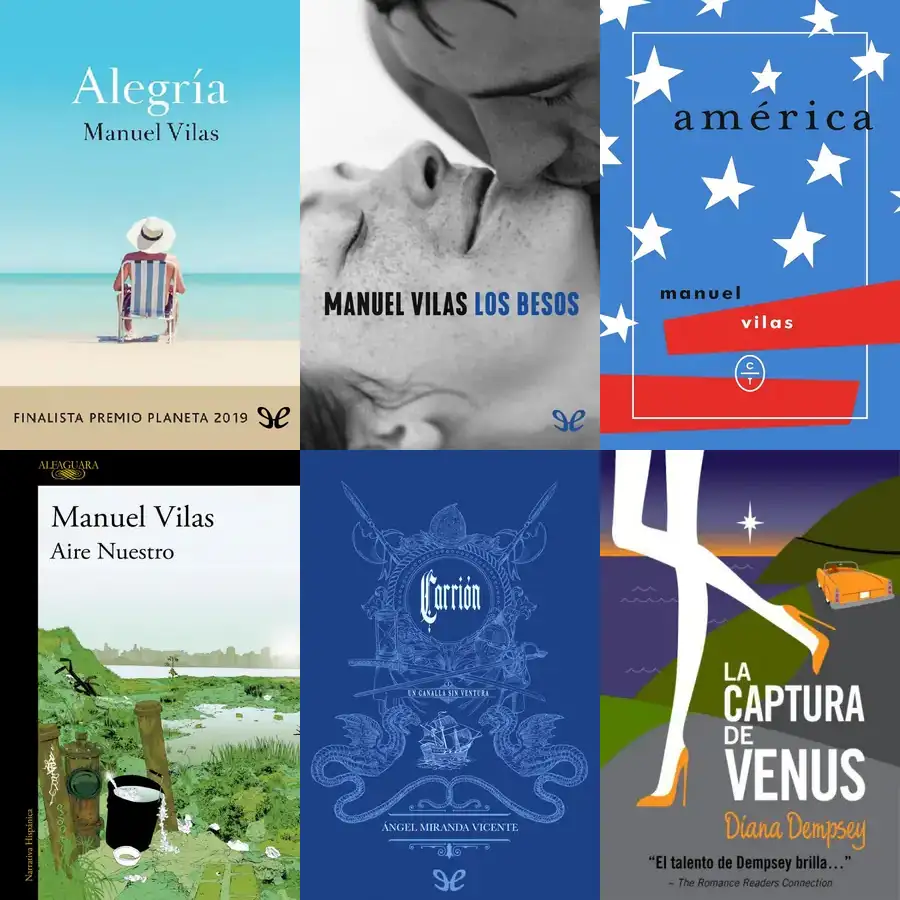 Alegría
Manuel Vilas
FINALISTA PREMIO PLANETA 2019
MANUEL VILAS LOS BESOS
américa
manuel
vilas
C
T
ALFAGUARA
Manuel Vilas
Aire Nuestro
Narrativa Hispánica
Carrión
UN CANALLA SIN VENTURA
ÁNGEL MIRANDA VICENTE
LA
CAPTURA
DE
VENUS
Diana Dempsey
“El talento de Dempsey brilla...”
~ The Romance Readers Connection